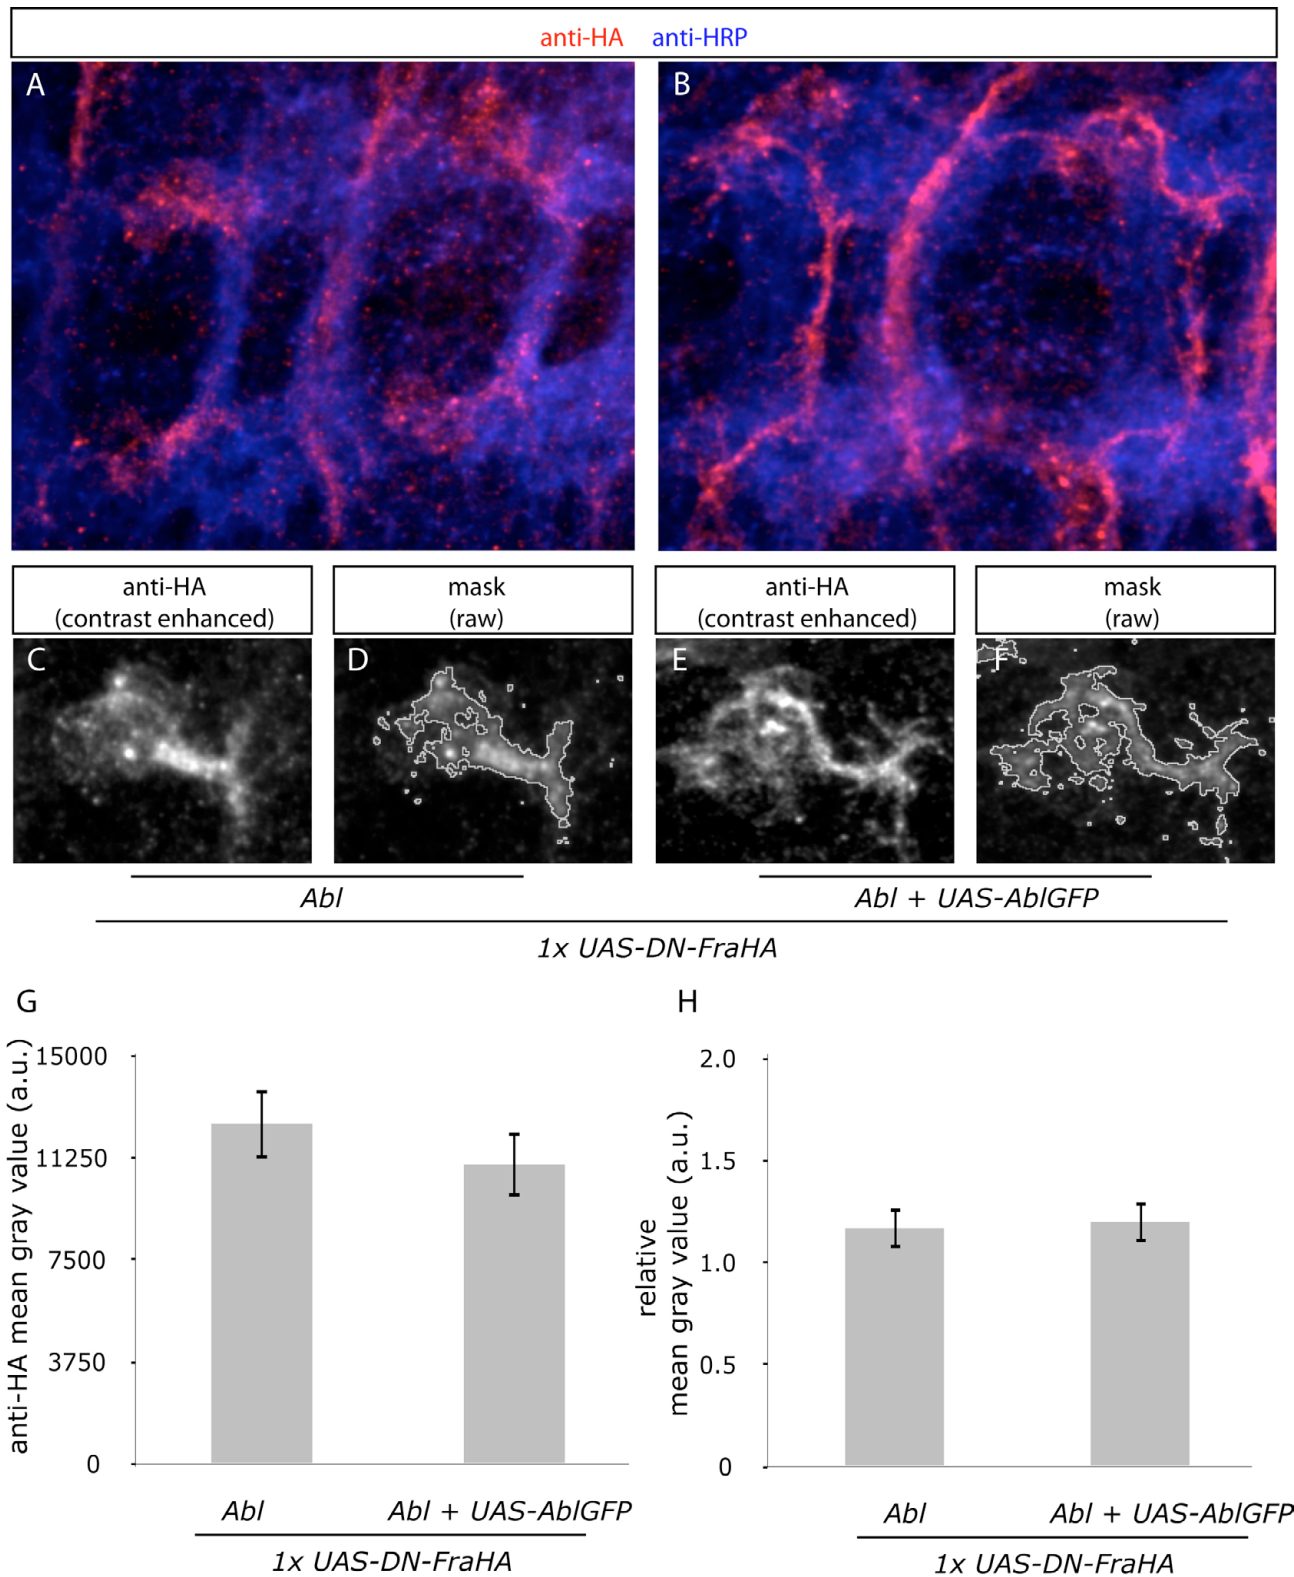 anti-HA anti-HRP
A
B
anti-HA
(contrast enhanced)
mask
(raw)
anti-HA
(contrast enhanced)
mask
(raw)
C
D
E
F
Abl
Abl + UAS-AblGFP
1x UAS-DN-FraHA
G
H
anti-HA mean gray value (a.u.)
15000
11250
7500
3750
0
Abl
Abl + UAS-AblGFP
1x UAS-DN-FraHA
relative
mean gray value (a.u.)
2.0
1.5
1.0
0.5
0
Abl
Abl + UAS-AblGFP
1x UAS-DN-FraHA